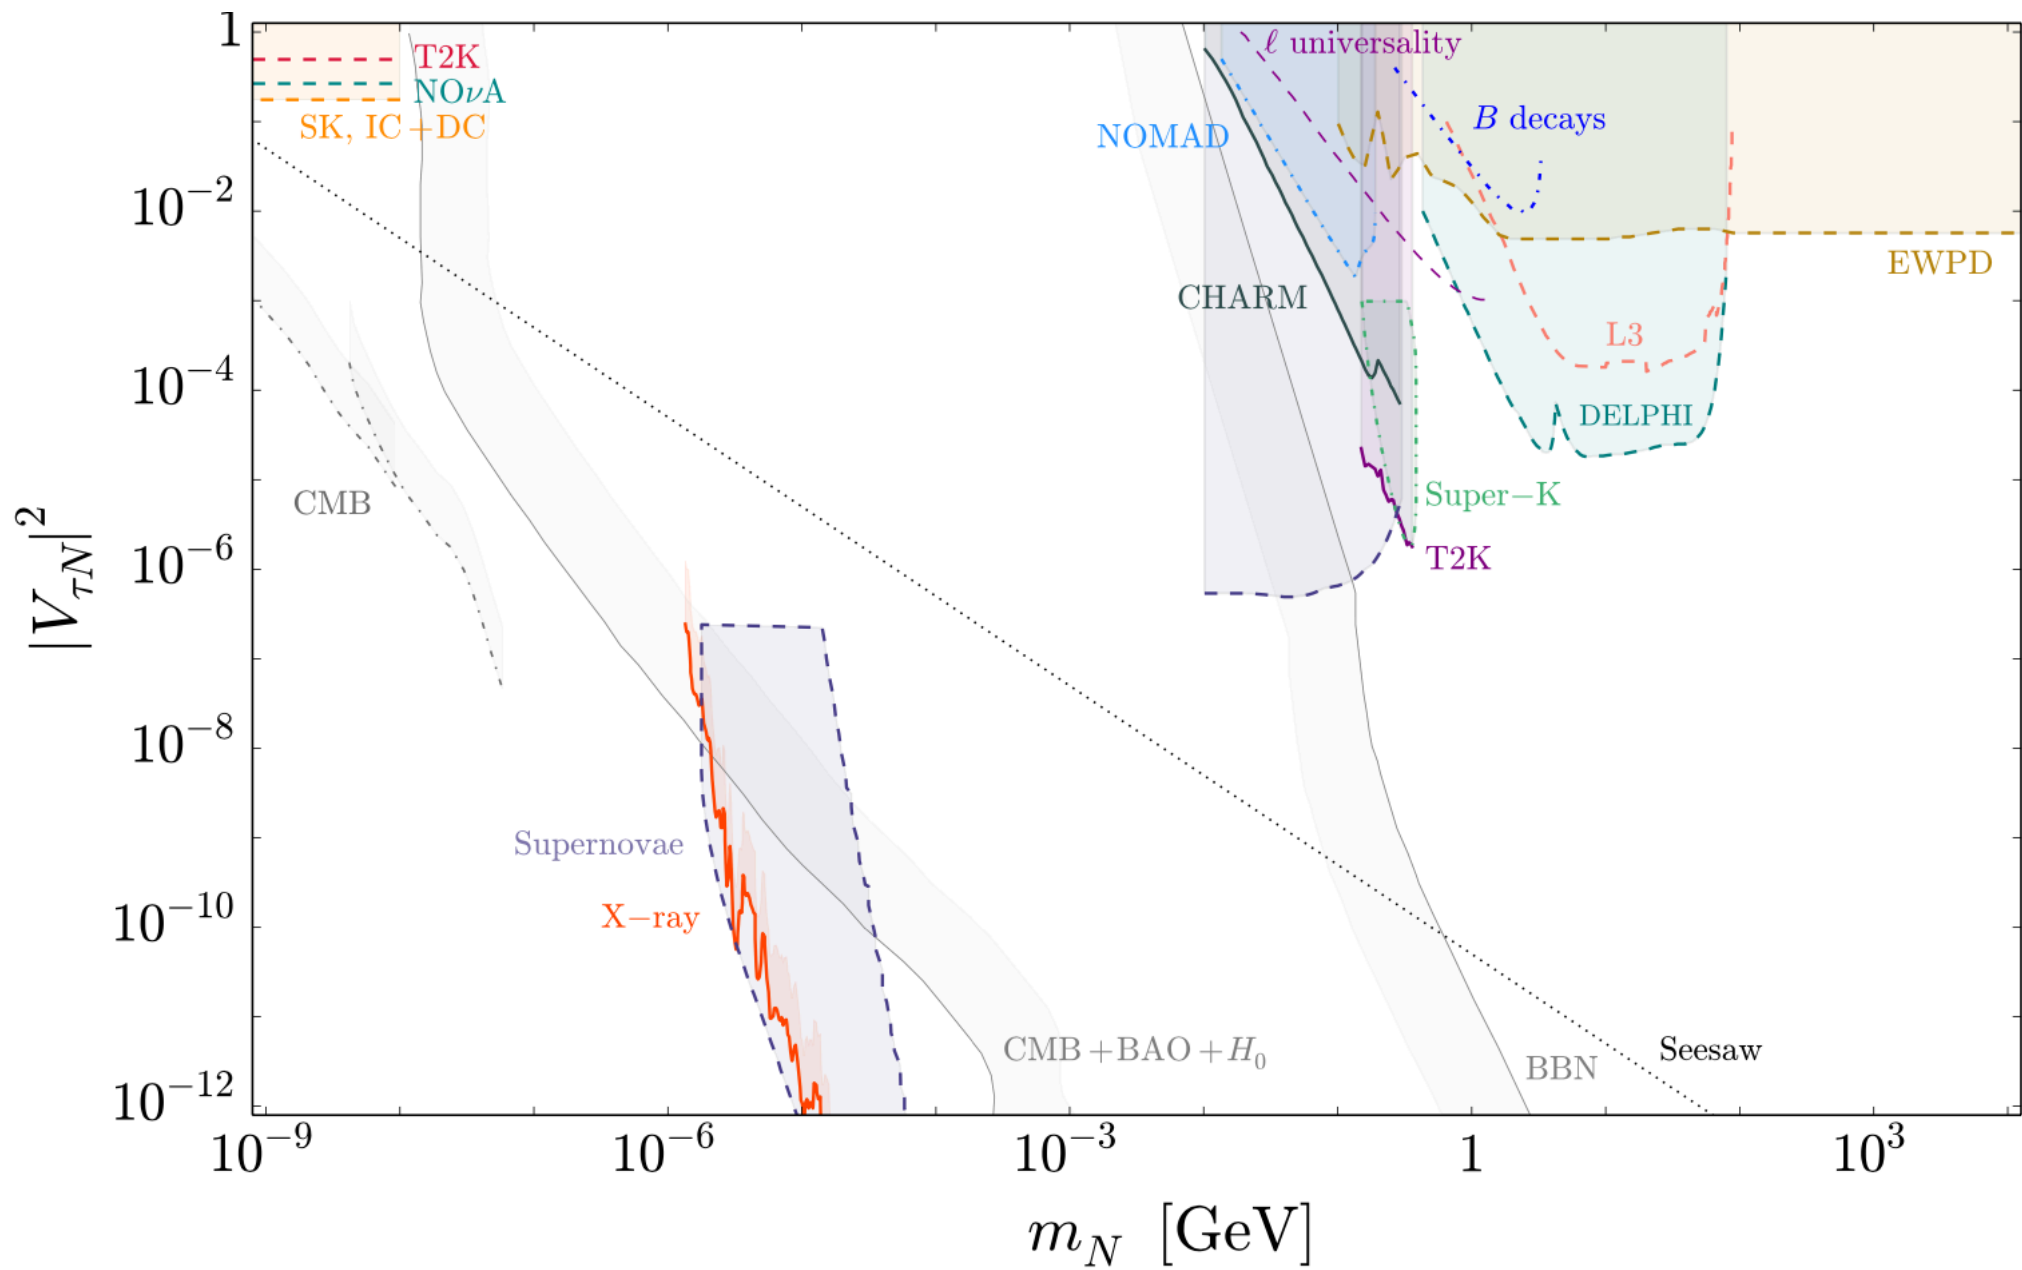 1
10−2
10−4
10−6
10−8
10−10
10−12
|VτN|2
T2K
NOνA
SK, IC+DC
CMB
Supernovae
X−ray
CMB+BAO+H0
NOMAD
CHARM
ℓ universality
B decays
EWPD
L3
DELPHI
Super−K
T2K
BBN
Seesaw
10−9
10−6
10−3
1
103
mN [GeV]